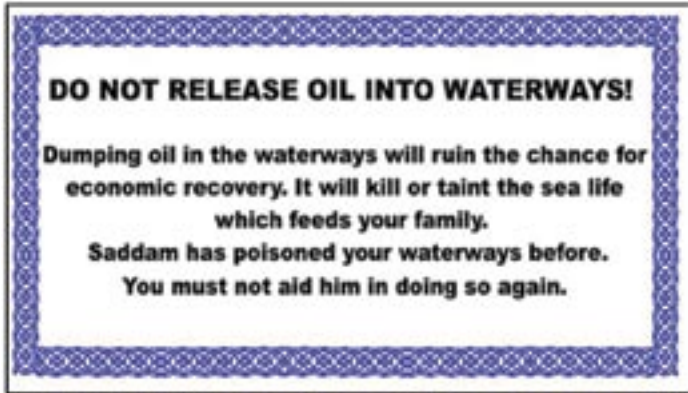 DO NOT RELEASE OIL INTO WATERWAYS!
Dumping oil in the waterways will ruin the chance for
economic recovery. It will kill or taint the sea life
which feeds your family.
Saddam has poisoned your waterways before.
You must not aid him in doing so again.